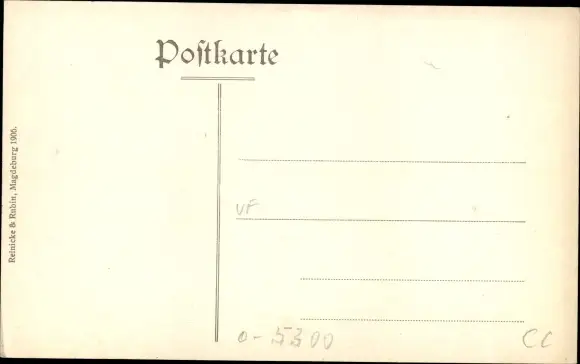 Poſtkarte
Reinicke & Rubin, Magdeburg 1906.
VF
0-5300
CC